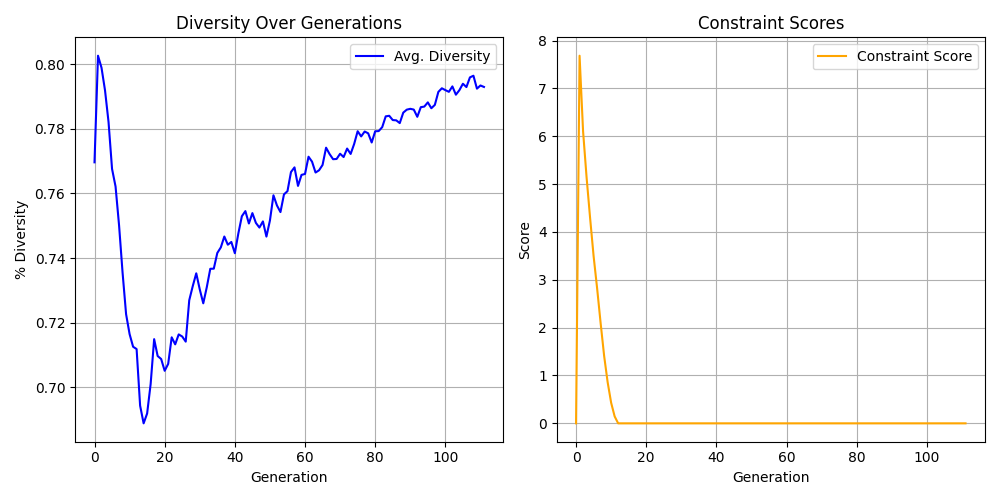 Diversity Over Generations
Avg. Diversity
0.80
0.78
0.76
0.74
0.72
0.70
% Diversity
0 20 40 60 80 100
Generation
Constraint Scores
Constraint Score
8
7
6
5
4
3
2
1
0
Score
0 20 40 60 80 100
Generation